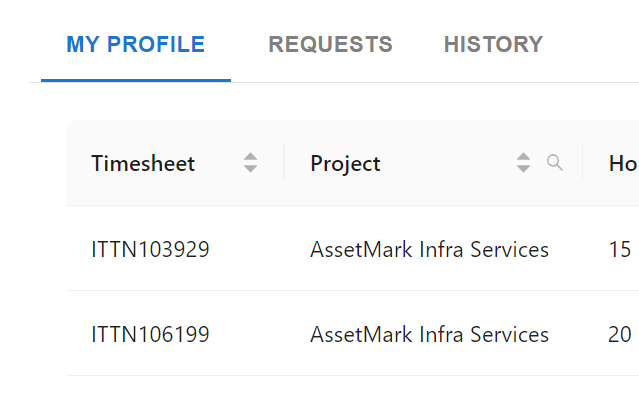 MY PROFILE REQUESTS HISTORY
Timesheet Project Ho
ITTN103929 AssetMark Infra Services 15
ITTN106199 AssetMark Infra Services 20